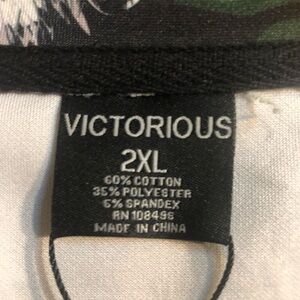 VICTORIOUS
2XL
60% COTTON
35% POLYESTER
5% SPANDEX
RN 108496
MADE IN CHINA